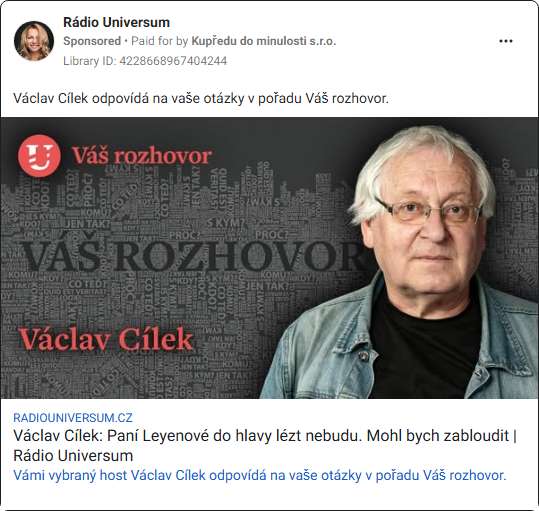 Rádio Universum
Sponsored • Paid for by Kupředu do minulosti s.r.o.
Library ID: 4228668967404244
Václav Cílek odpovídá na vaše otázky v pořadu Váš rozhovor.
U Váš rozhovor
VÁŠ ROZHOVOR
Václav Cílek
RADIOUNIVERSUM.CZ
Václav Cílek: Paní Leyenové do hlavy lézt nebudu. Mohl bych zabloudit |
Rádio Universum
Vámi vybraný host Václav Cílek odpovídá na vaše otázky v pořadu Váš rozhovor.